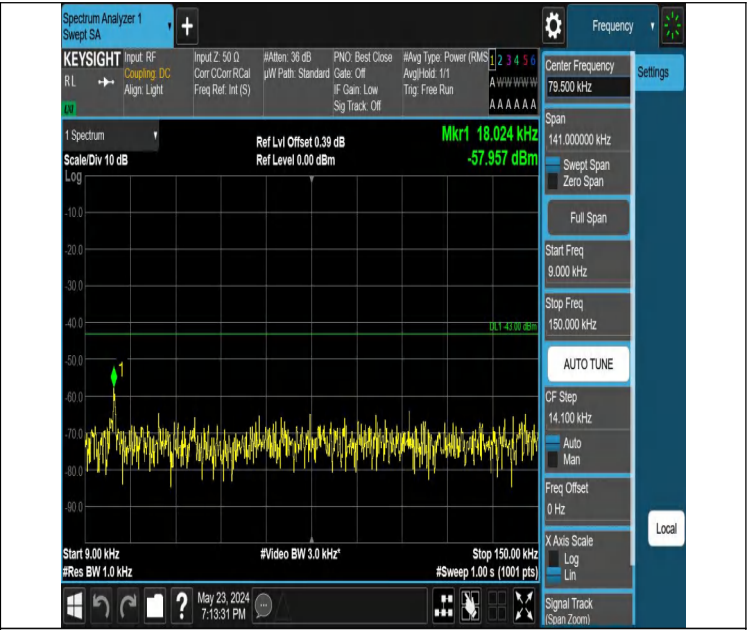 Spectrum Analyzer 1
Swept SA
+
Frequency
KEYSIGHT
RL
Input: RF
Coupling: DC
Align: Light
Input Z: 50 Ω
Corr CCorr RCal
Freq Ref: Int (S)
#Atten: 36 dB
µW Path: Standard
PNO: Best Close
Gate: Off
IF Gain: Low
Sig Track: Off
#Avg Type: Power (RMS
Avg|Hold: 1/1
Trig: Free Run
1 2 3 4 5 6
A W W W W W
A A A A A A
1 Spectrum
Scale/Div 10 dB
Log
Ref Lvl Offset 0.39 dB
Ref Level 0.00 dBm
Mkr1 18.024 kHz
-57.957 dBm
-10.0
-20.0
-30.0
-40.0
-50.0
-60.0
-70.0
-80.0
-90.0
DL1 -43.00 dBm
1
Start 9.00 kHz
#Res BW 1.0 kHz
#Video BW 3.0 kHz*
Stop 150.00 kHz
#Sweep 1.00 s (1001 pts)
?
May 23, 2024
7:13:31 PM
Center Frequency
79.500 kHz
Span
141.000000 kHz
Swept Span
Zero Span
Full Span
Start Freq
9.000 kHz
Stop Freq
150.000 kHz
AUTO TUNE
CF Step
14.100 kHz
Auto
Man
Freq Offset
0 Hz
X Axis Scale
Log
Lin
Signal Track
(Span Zoom)
Settings
Local